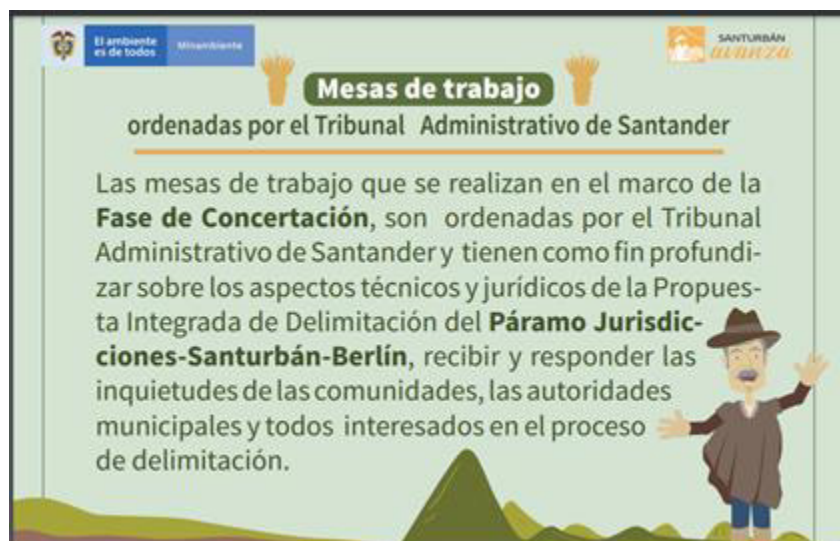 El ambiente
es de todos
Minambiente
SANTURBÁN
avanza
Mesas de trabajo
ordenadas por el Tribunal Administrativo de Santander
Las mesas de trabajo que se realizan en el marco de la
Fase de Concertación, son ordenadas por el Tribunal
Administrativo de Santander y tienen como fin profundi-
zar sobre los aspectos técnicos y jurídicos de la Propues-
ta Integrada de Delimitación del Páramo Jurisdic-
ciones-Santurbán-Berlín, recibir y responder las
inquietudes de las comunidades, las autoridades
municipales y todos interesados en el proceso
de delimitación.